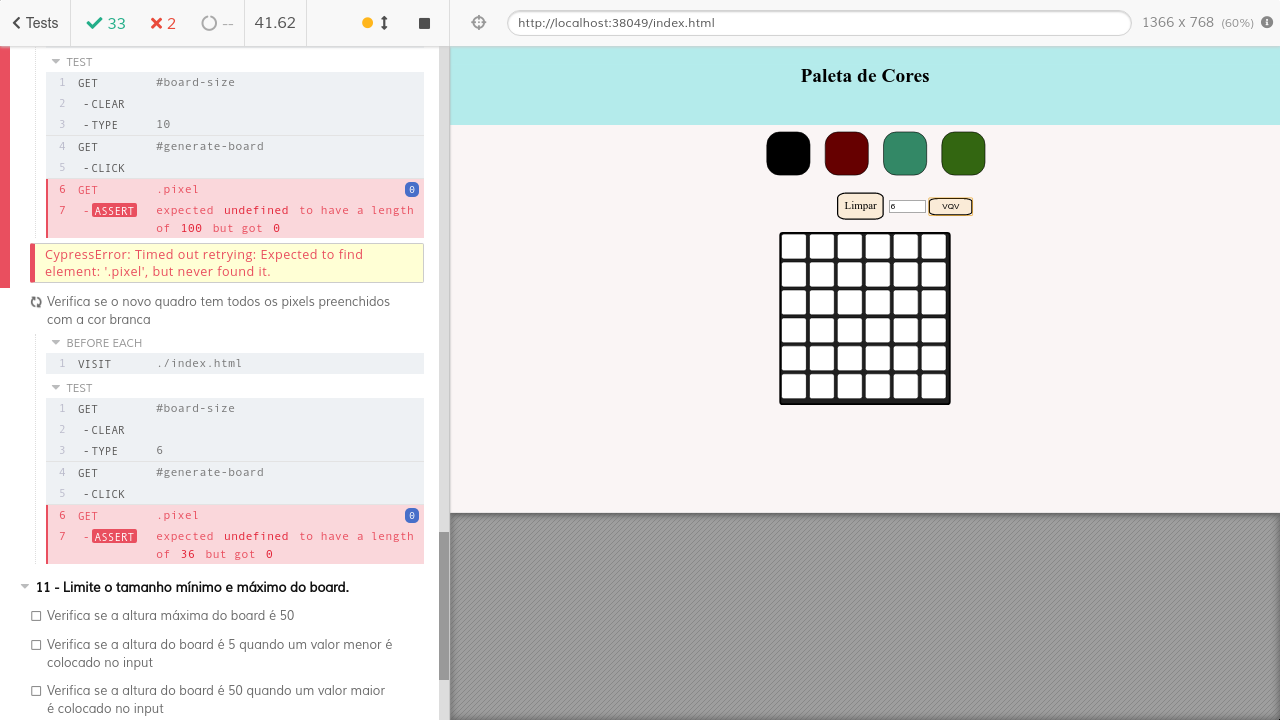 Tests
33
2
--
41.62
http://localhost:38049/index.html
1366 x 768 (60%)
TEST
1 GET #board-size
2 -CLEAR
3 -TYPE 10
4 GET #generate-board
5 -CLICK
6 GET .pixel 0
7 -ASSERT expected undefined to have a length
of 100 but got 0
CypressError: Timed out retrying: Expected to find
element: '.pixel', but never found it.
Verifica se o novo quadro tem todos os pixels preenchidos
com a cor branca
BEFORE EACH
1 VISIT ./index.html
TEST
1 GET #board-size
2 -CLEAR
3 -TYPE 6
4 GET #generate-board
5 -CLICK
6 GET .pixel 0
7 -ASSERT expected undefined to have a length
of 36 but got 0
11 - Limite o tamanho mínimo e máximo do board.
Verifica se a altura máxima do board é 50
Verifica se a altura do board é 5 quando um valor menor é
colocado no input
Verifica se a altura do board é 50 quando um valor maior
é colocado no input
Paleta de Cores
Limpar
6
VQV